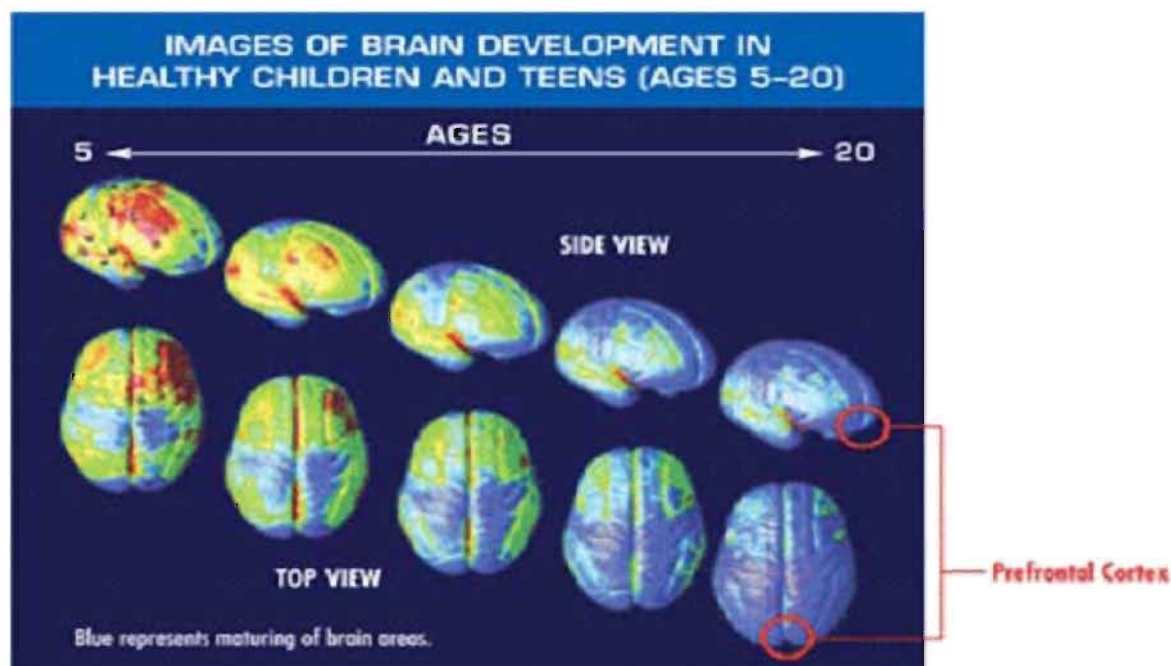 IMAGES OF BRAIN DEVELOPMENT IN
HEALTHY CHILDREN AND TEENS (AGES 5–20)
AGES
5
20
SIDE VIEW
TOP VIEW
Prefrontal Cortex
Blue represents maturing of brain areas.